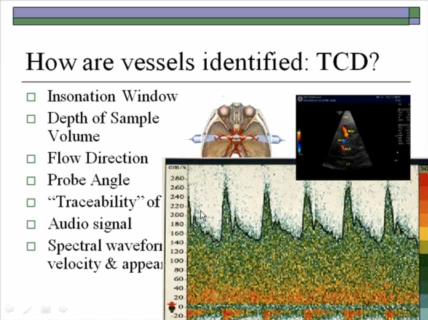 How are vessels identified: TCD?
Insonation Window
Depth of Sample
Volume
Flow Direction
Probe Angle
“Traceability” of
Audio signal
Spectral waveform
velocity & appea
cm/s
280
260
240
220
200
180
160
140
120
100
80
60
40
20
0
-20